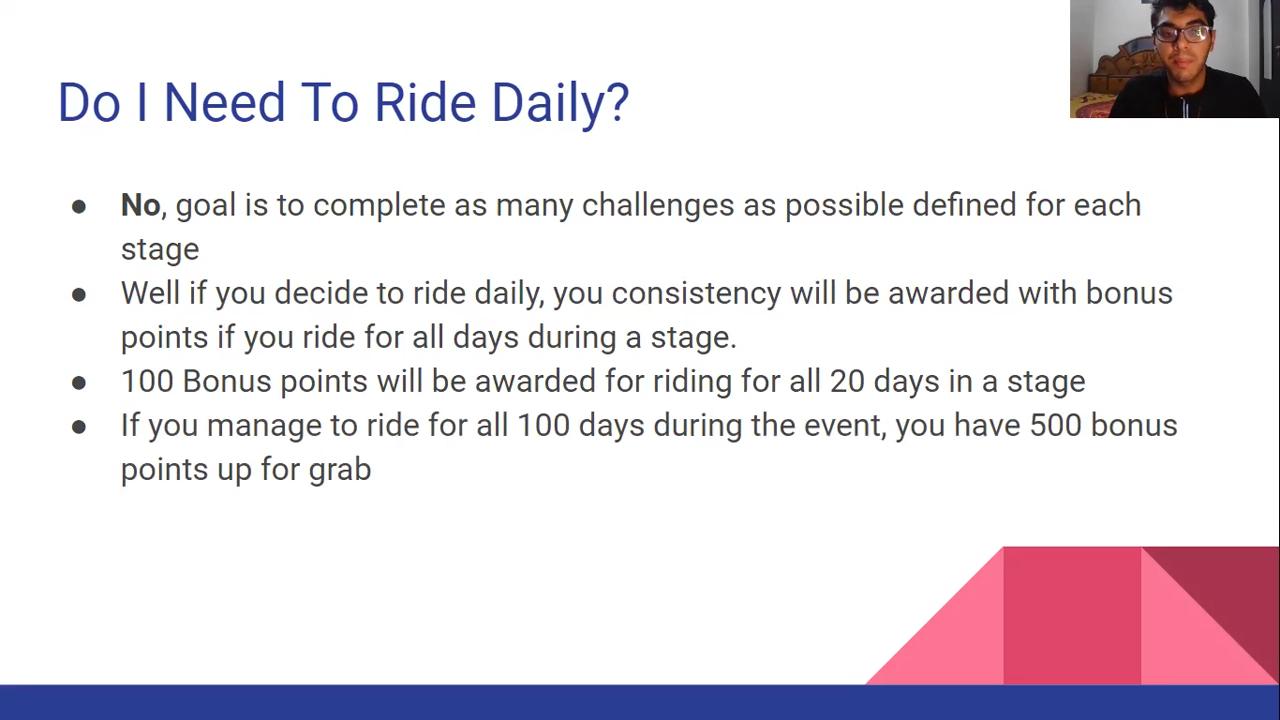 Do I Need To Ride Daily?
● No, goal is to complete as many challenges as possible defined for each
stage
● Well if you decide to ride daily, you consistency will be awarded with bonus
points if you ride for all days during a stage.
● 100 Bonus points will be awarded for riding for all 20 days in a stage
● If you manage to ride for all 100 days during the event, you have 500 bonus
points up for grab